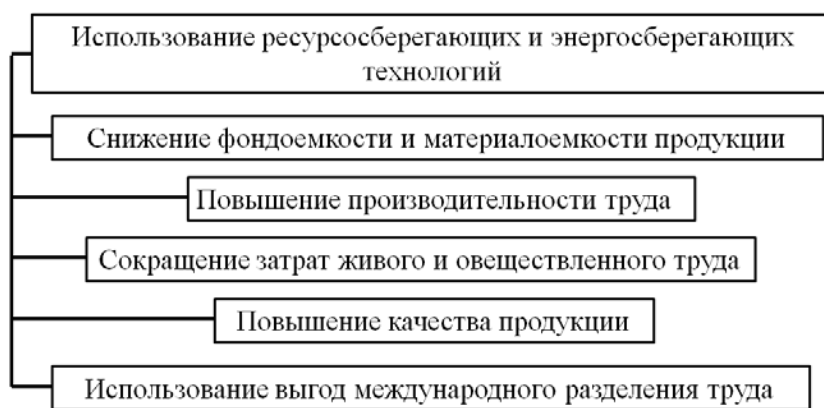 Использование ресурсосберегающих и энергосберегающих
технологий
Снижение фондоемкости и материалоемкости продукции
Повышение производительности труда
Сокращение затрат живого и овеществленного труда
Повышение качества продукции
Использование выгод международного разделения труда